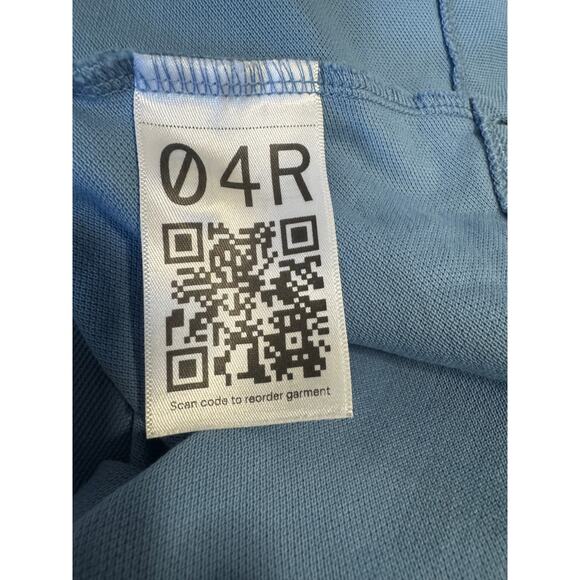 Ø4R
Scan code to reorder garment